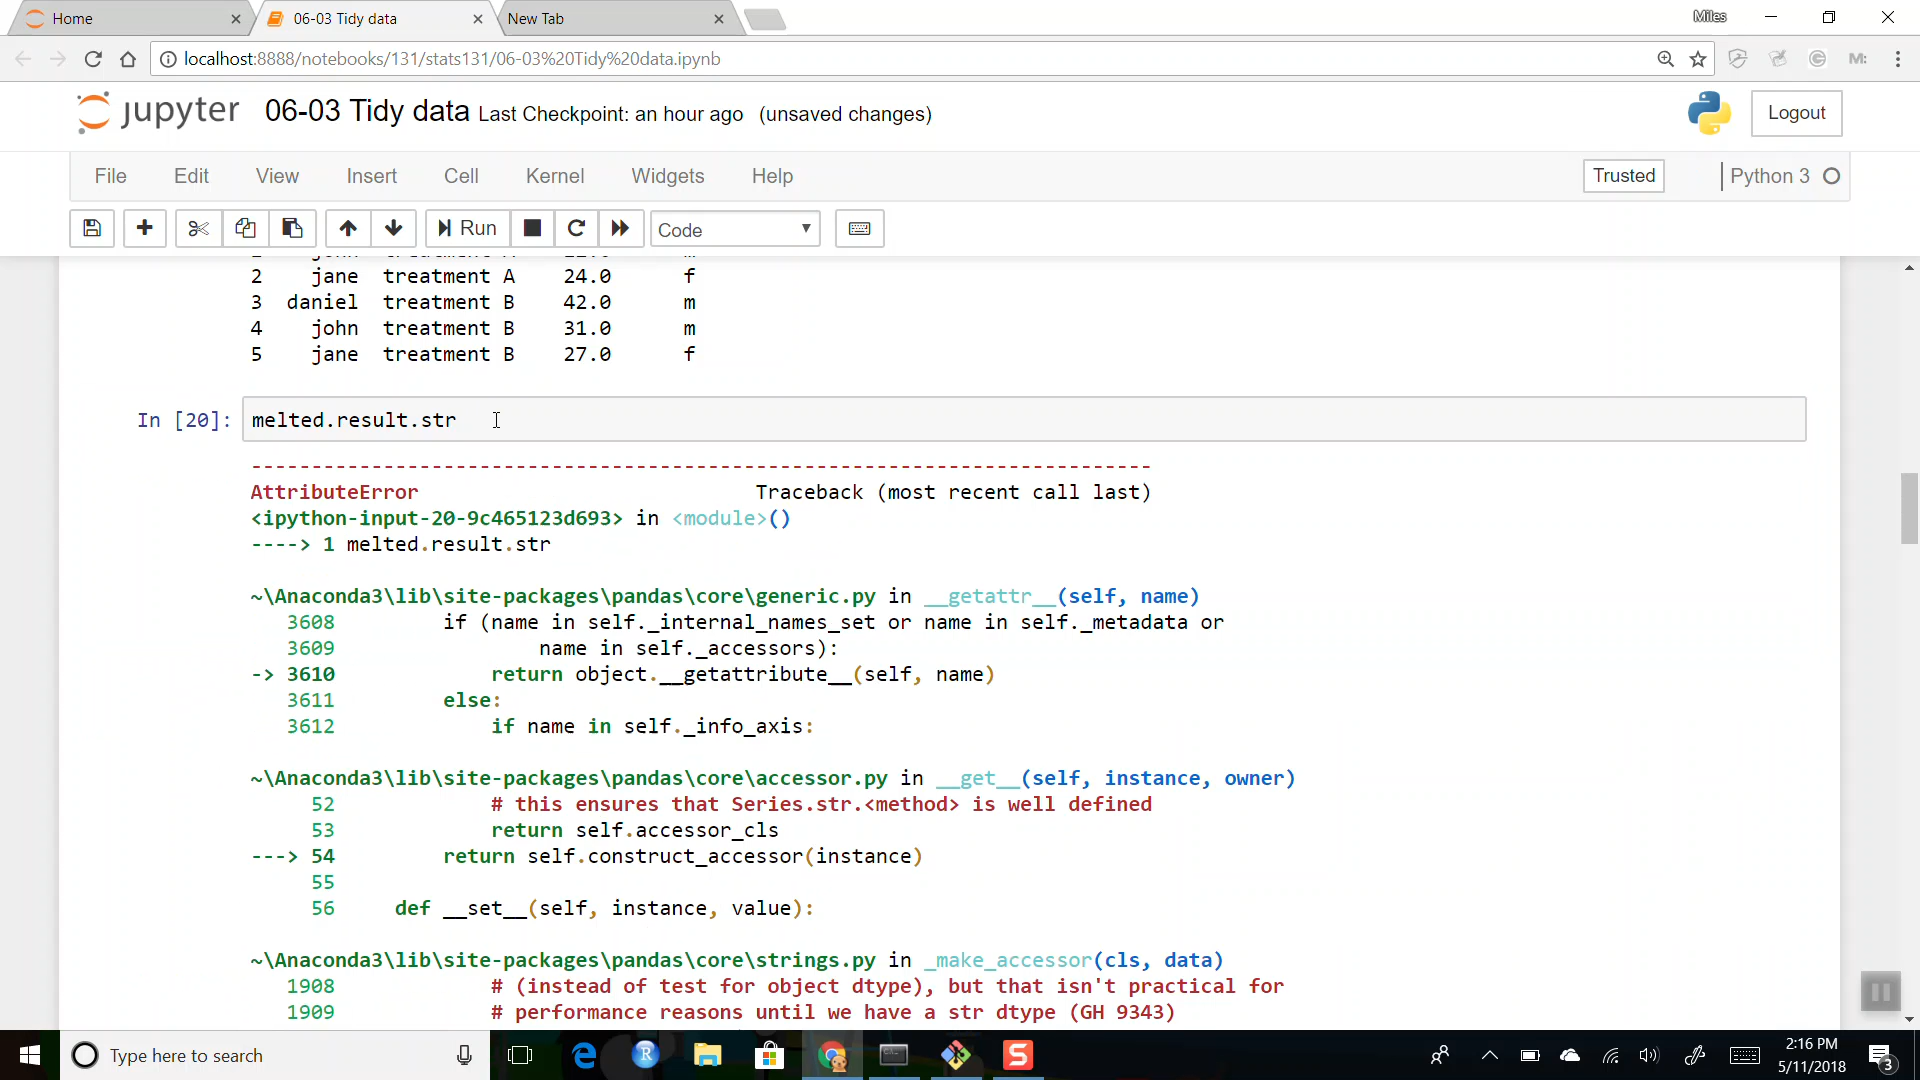 Home
06-03 Tidy data
New Tab
Miles
localhost:8888/notebooks/131/stats131/06-03%20Tidy%20data.ipynb
M:
jupyter 06-03 Tidy data Last Checkpoint: an hour ago (unsaved changes)
Logout
File Edit View Insert Cell Kernel Widgets Help
Trusted
Python 3
Run
Code
2 jane treatment A 24.0 f
3 daniel treatment B 42.0 m
4 john treatment B 31.0 m
5 jane treatment B 27.0 f
In [20]: melted.result.str
---------------------------------------------------------------------------
AttributeError Traceback (most recent call last)
<ipython-input-20-9c465123d693> in <module>()
----> 1 melted.result.str
~\Anaconda3\lib\site-packages\pandas\core\generic.py in __getattr__(self, name)
3608 if (name in self._internal_names_set or name in self._metadata or
3609 name in self._accessors):
-> 3610 return object.__getattribute__(self, name)
3611 else:
3612 if name in self._info_axis:
~\Anaconda3\lib\site-packages\pandas\core\accessor.py in __get__(self, instance, owner)
52 # this ensures that Series.str.<method> is well defined
53 return self.accessor_cls
---> 54 return self.construct_accessor(instance)
55
56 def __set__(self, instance, value):
~\Anaconda3\lib\site-packages\pandas\core\strings.py in _make_accessor(cls, data)
1908 # (instead of test for object dtype), but that isn't practical for
1909 # performance reasons until we have a str dtype (GH 9343)
Type here to search
2:16 PM
5/11/2018
3